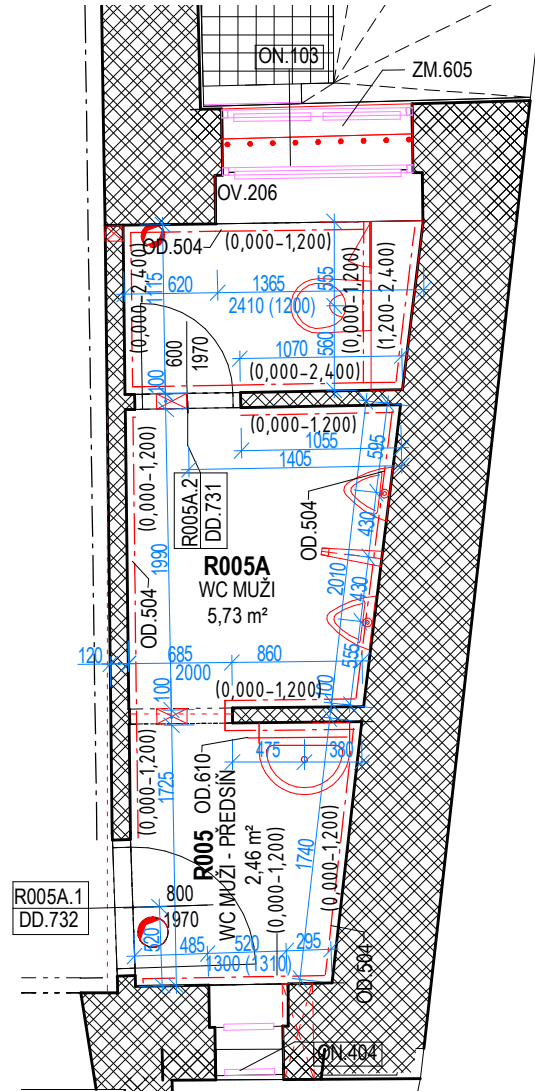 ON.103
ZM.605
OV.206
OD.504
(0,000–1,200)
(0,000–2,400)
1115
620
1365
555
2410 (1200)
(0,000–1,200)
(1,200–2,400)
600
1970
1070
560
(0,000–2,400)
100
(0,000–1,200)
1055
1405
595
(0,000–1,200)
R005A.2
DD.731
OD.504
430
R005A
WC MUŽI
5,73 m²
1990
2010
430
OD.504
120
685
860
2000
555
100
(0,000–1,200)
100
475
380
(0,000–1,200)
1725
OD.610
R005
WC MUŽI - PŘEDSÍŇ
2,46 m²
(0,000–1,200)
1740
(0,000–1,200)
R005A.1
DD.732
800
1970
520
485
520
295
1300 (1310)
OD.504
ON.404